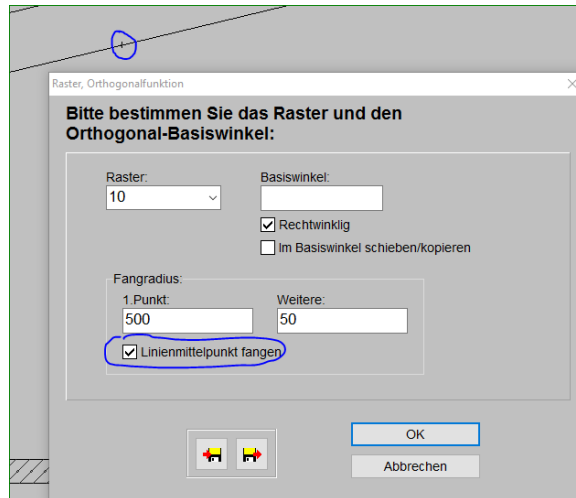 Raster, Orthogonalfunktion
Bitte bestimmen Sie das Raster und den
Orthogonal-Basiswinkel:
Raster:
Basiswinkel:
10
Rechtwinklig
Im Basiswinkel schieben/kopieren
Fangradius:
1.Punkt:
Weitere:
500
50
Linienmittelpunkt fangen
OK
Abbrechen